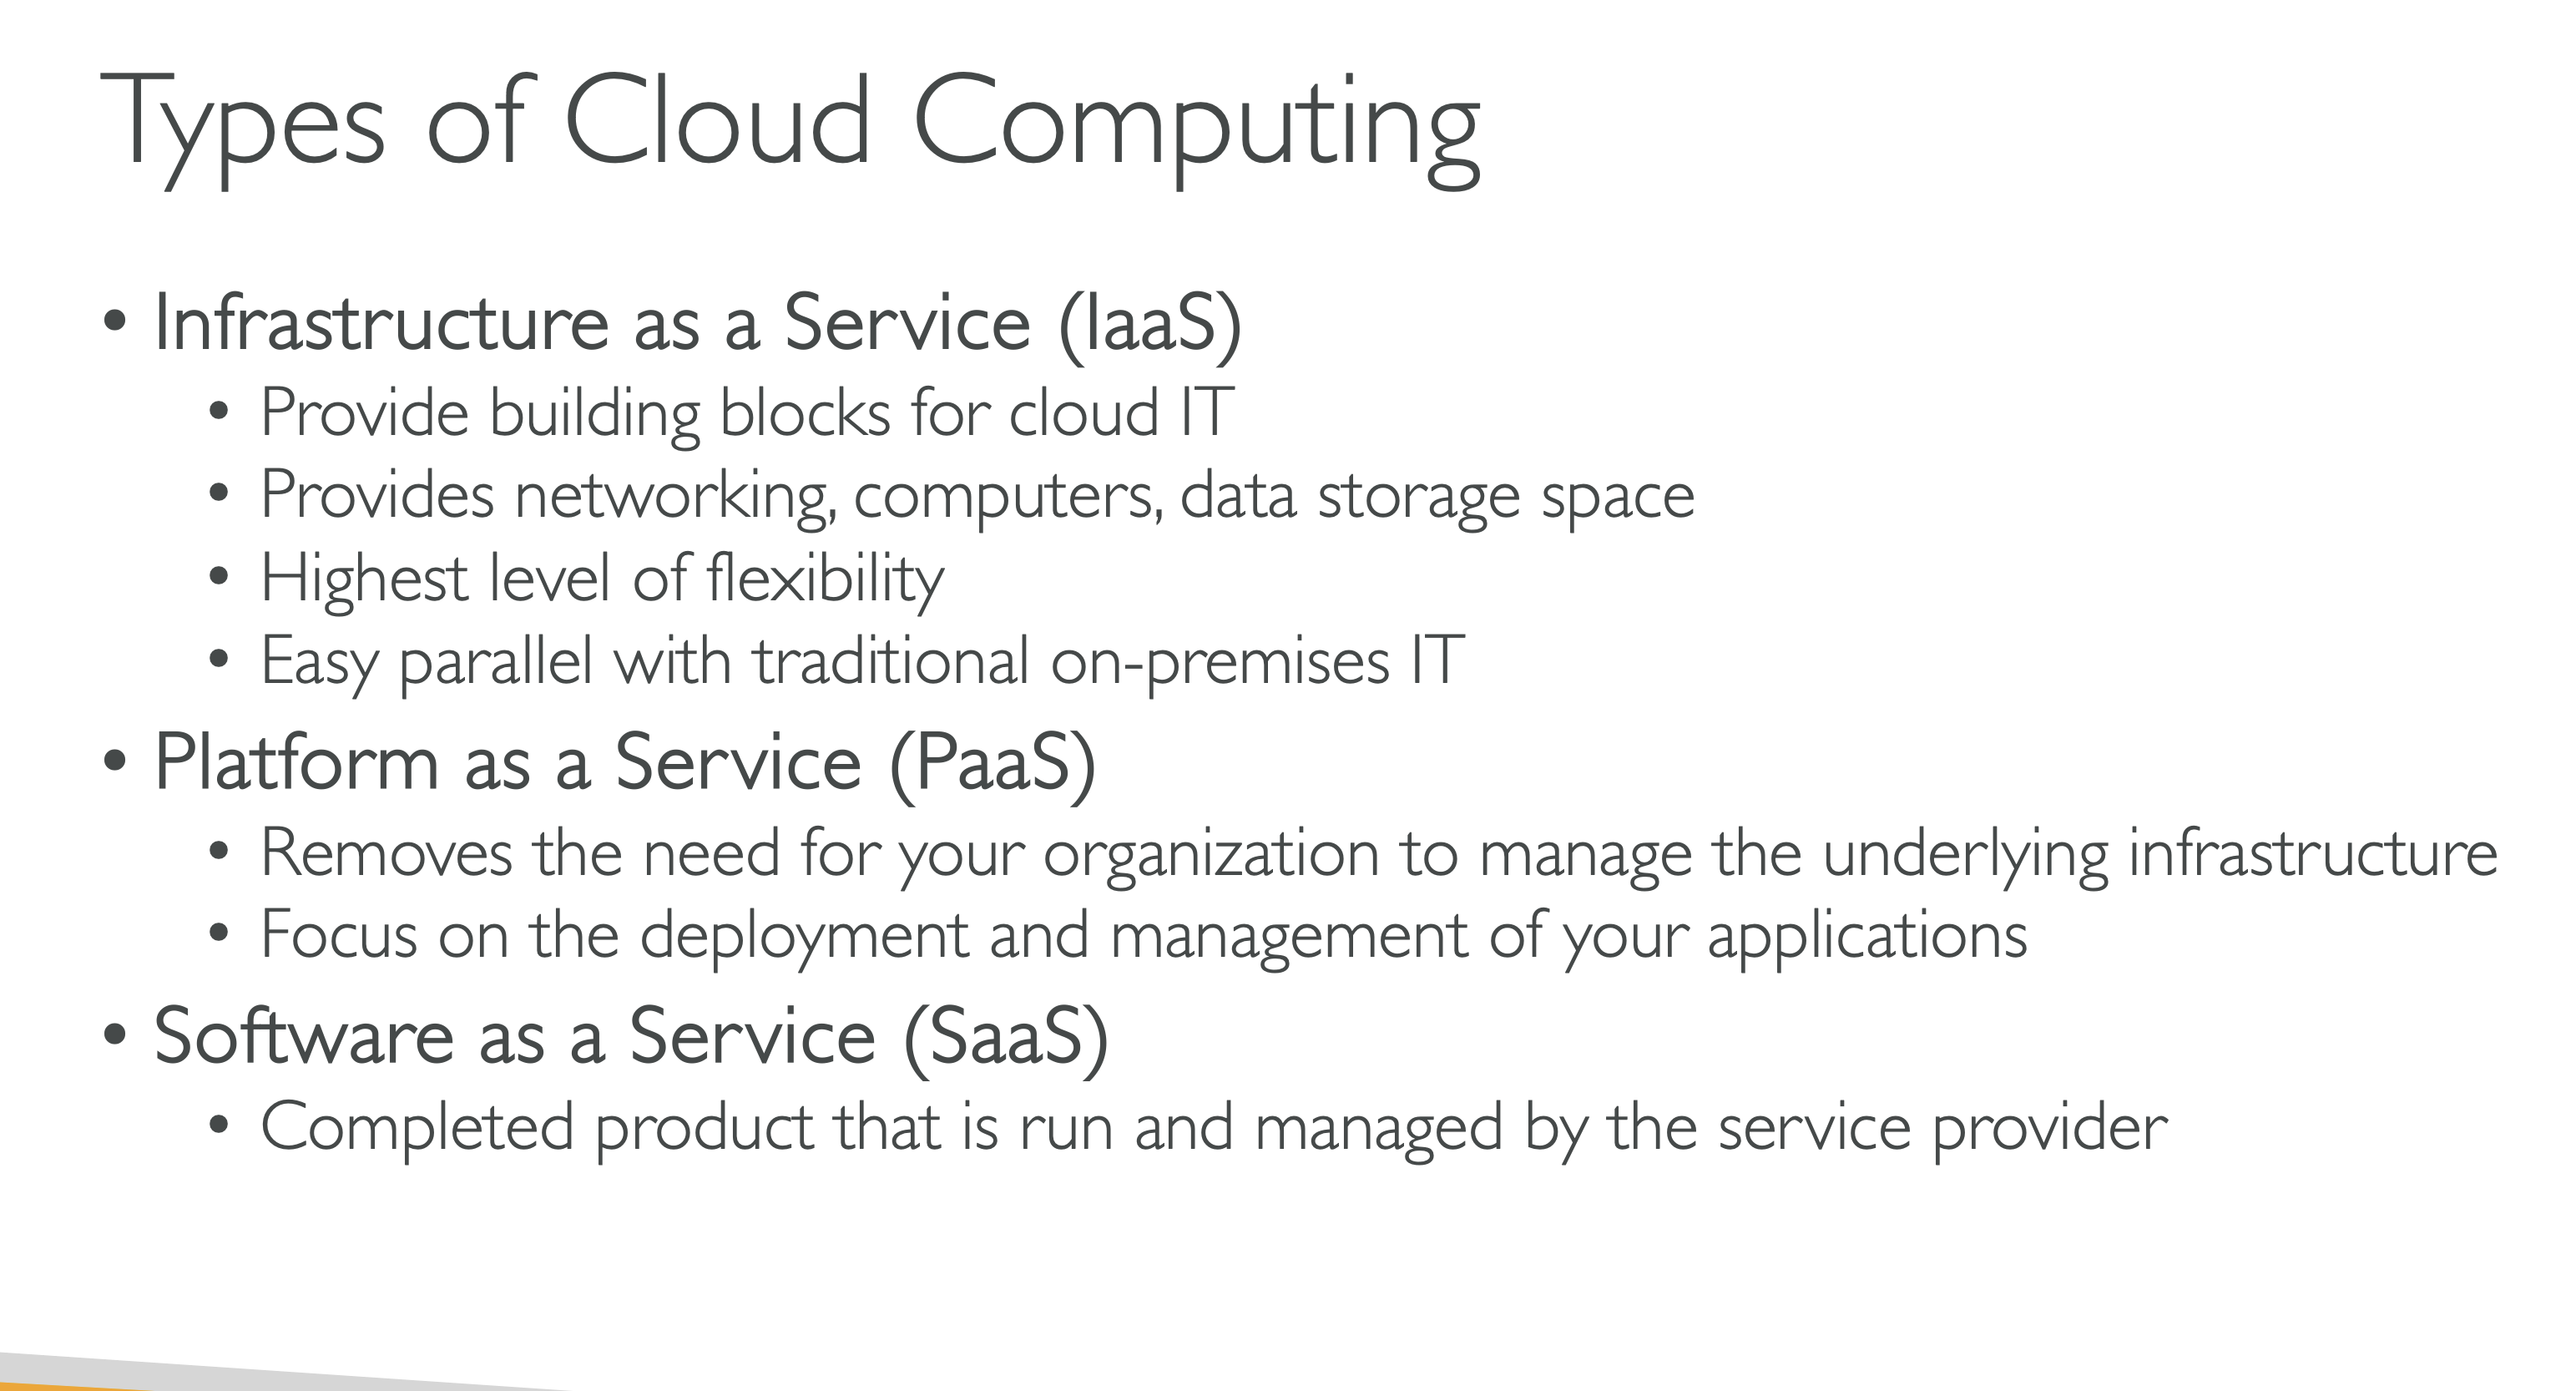 Types of Cloud Computing
• Infrastructure as a Service (IaaS)
• Provide building blocks for cloud IT
• Provides networking, computers, data storage space
• Highest level of flexibility
• Easy parallel with traditional on-premises IT
• Platform as a Service (PaaS)
• Removes the need for your organization to manage the underlying infrastructure
• Focus on the deployment and management of your applications
• Software as a Service (SaaS)
• Completed product that is run and managed by the service provider